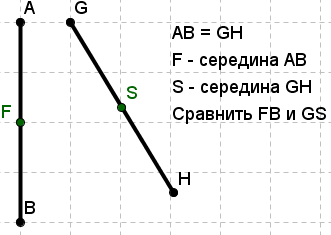 A
G
AB = GH
F - середина AB
S - середина GH
Сравнить FB и GS
S
F
H
B